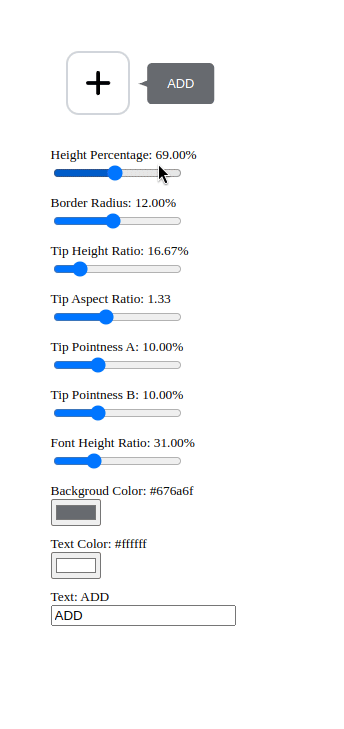 ADD
Height Percentage: 69.00%
Border Radius: 12.00%
Tip Height Ratio: 16.67%
Tip Aspect Ratio: 1.33
Tip Pointness A: 10.00%
Tip Pointness B: 10.00%
Font Height Ratio: 31.00%
Backgroud Color: #676a6f
Text Color: #ffffff
Text: ADD
ADD